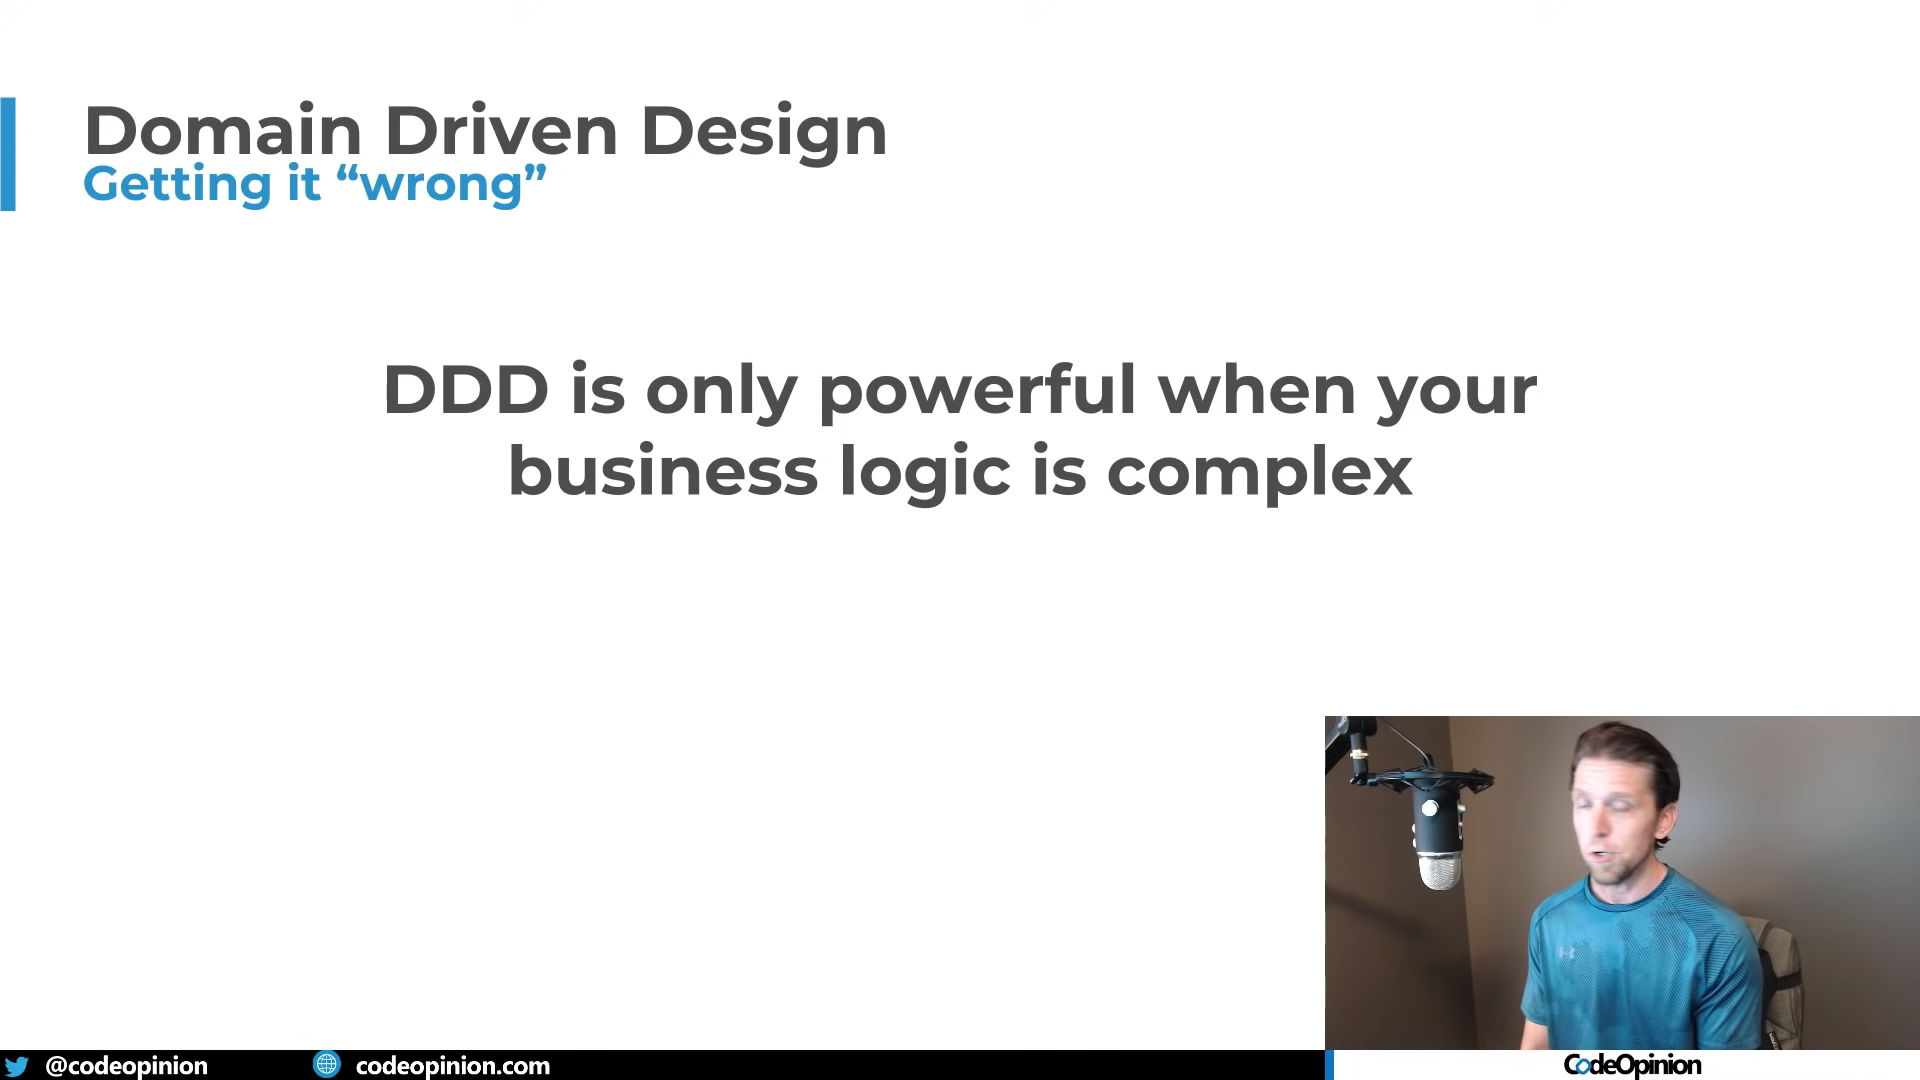 Domain Driven Design
Getting it “wrong”
DDD is only powerful when your
business logic is complex
@codeopinion
codeopinion.com
CodeOpinion